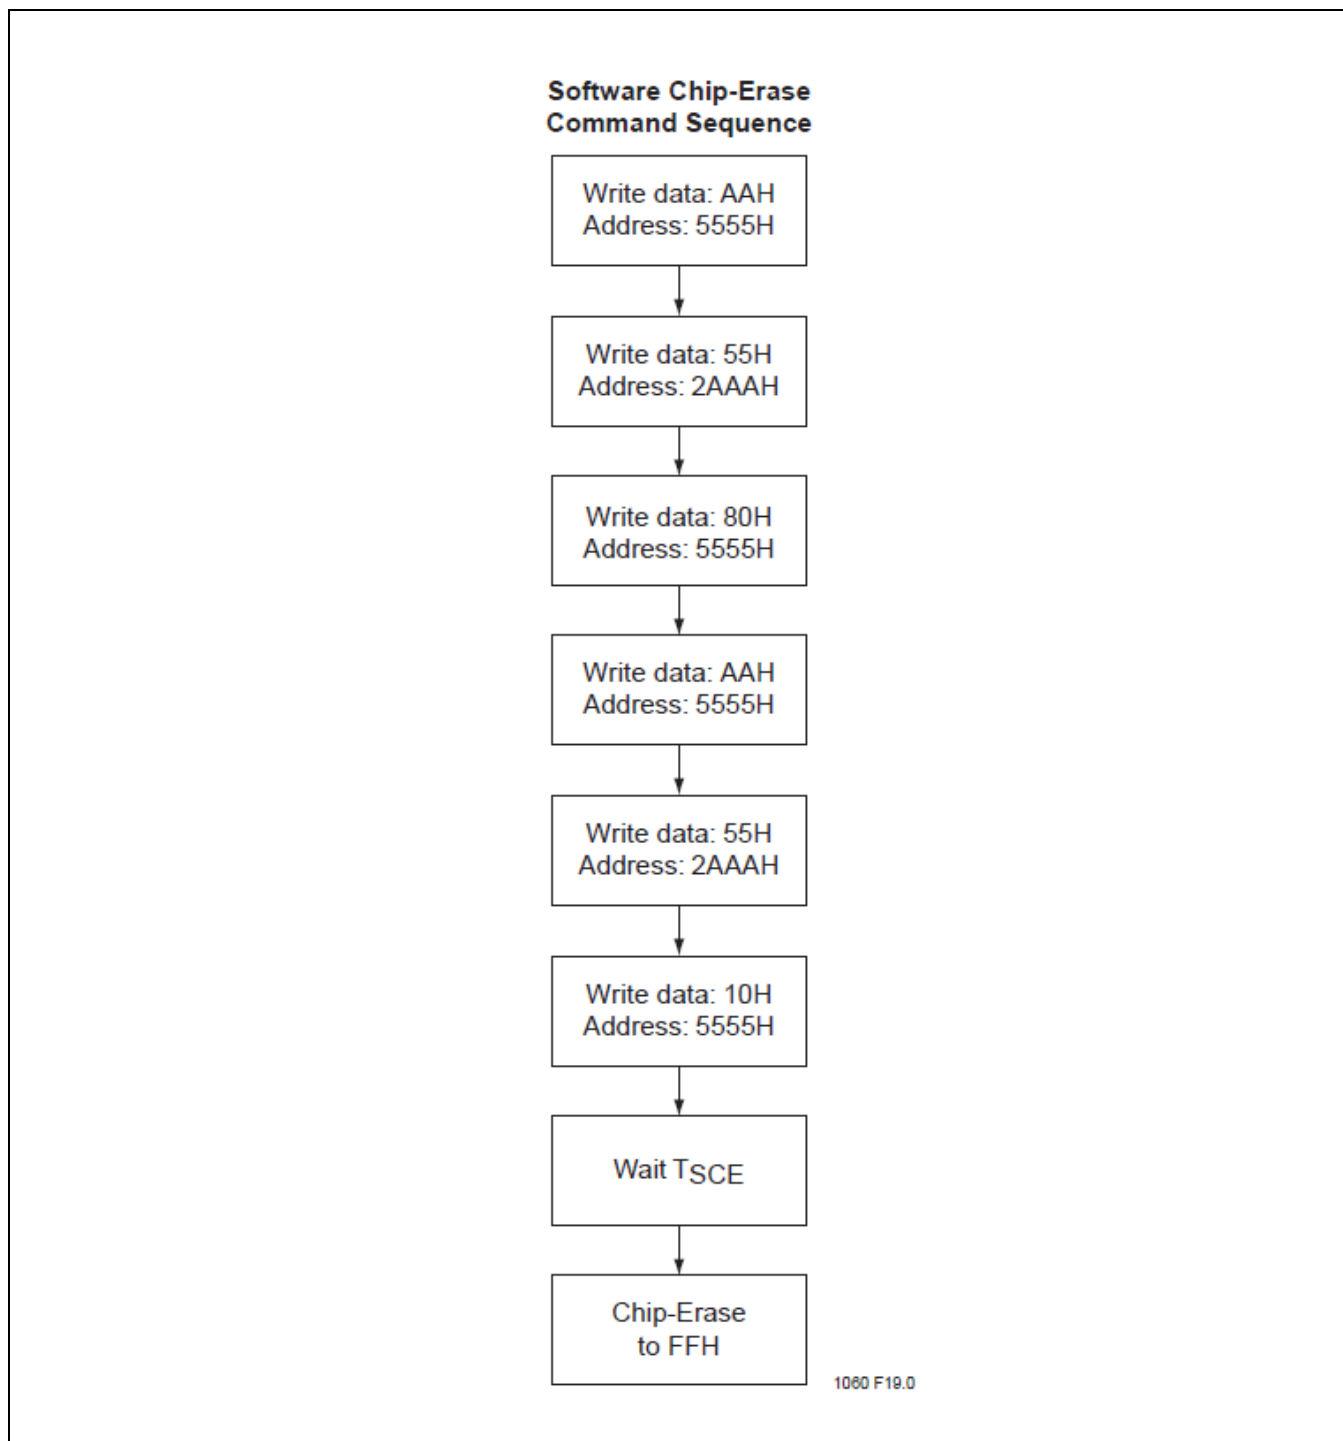 Software Chip-Erase
Command Sequence
Write data: AAH
Address: 5555H
Write data: 55H
Address: 2AAAH
Write data: 80H
Address: 5555H
Write data: AAH
Address: 5555H
Write data: 55H
Address: 2AAAH
Write data: 10H
Address: 5555H
Wait TSCE
Chip-Erase
to FFH
1060 F19.0